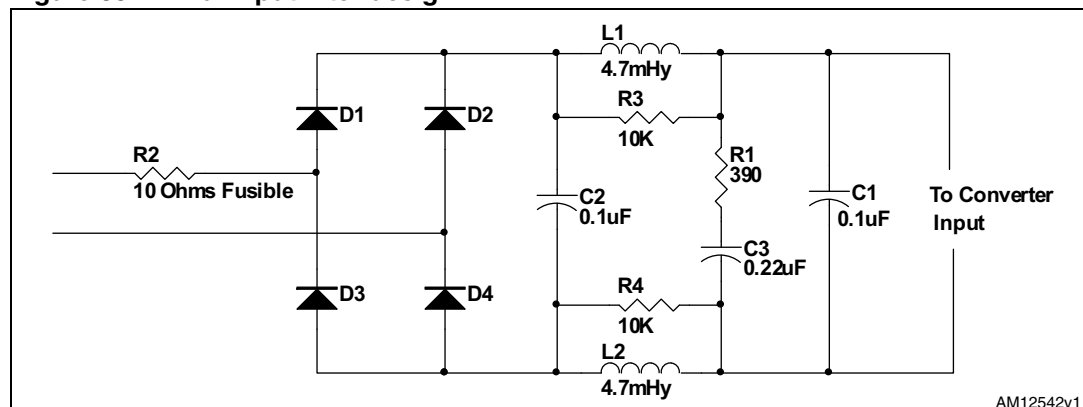 L1
4.7mHy
D1
D2
R3
10K
R2
10 Ohms Fusible
R1
390
C2
0.1uF
C1
0.1uF
To Converter
Input
C3
0.22uF
D3
D4
R4
10K
L2
4.7mHy
AM12542v1